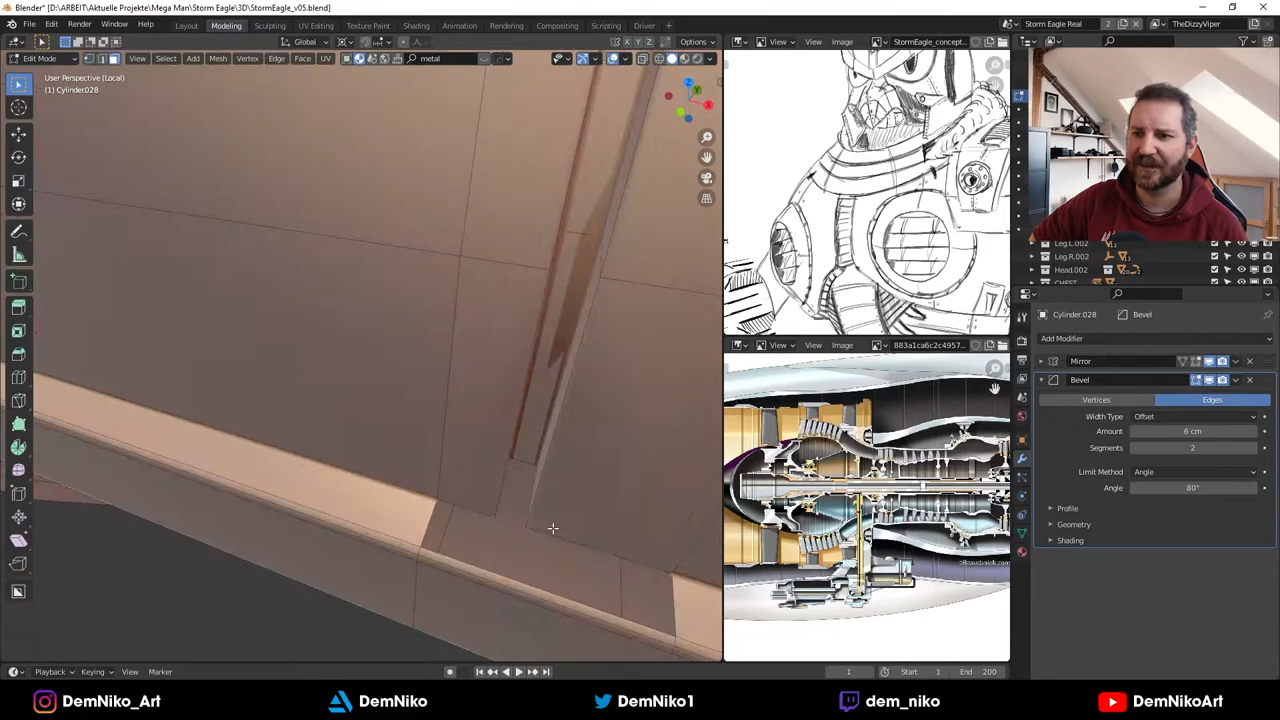 Blender* [D:\ARBEIT\Aktuelle Projekte\Mega Man\Storm Eagle\3D\StormEagle_v05.blend]
File Edit Render Window Help
Layout Modeling Sculpting UV Editing Texture Paint Shading Animation Rendering Compositing Scripting Driver +
Storm Eagle Real 2
TheDizzyViper
Global
X Y Z
Options
View Image
StormEagle_concept...
Edit Mode
View Select Add Mesh Vertex Edge Face UV
metal
User Perspective (Local)
(1) Cylinder028
Z
Y
X
Leg.L.002
Leg.R.002
Head.002
CHEST
Cylinder.028
Bevel
Add Modifier
View Image
883a1ca6c2c4957...
Mirror
Bevel
Vertices
Edges
Width Type
Offset
Amount
6 cm
Segments
2
Limit Method
Angle
Angle
80°
Profile
Geometry
Shading
Playback Keying View Marker
1
Start 1
End 200
DemNiko_Art
DemNiko
DemNiko1
dem_niko
DemNikoArt